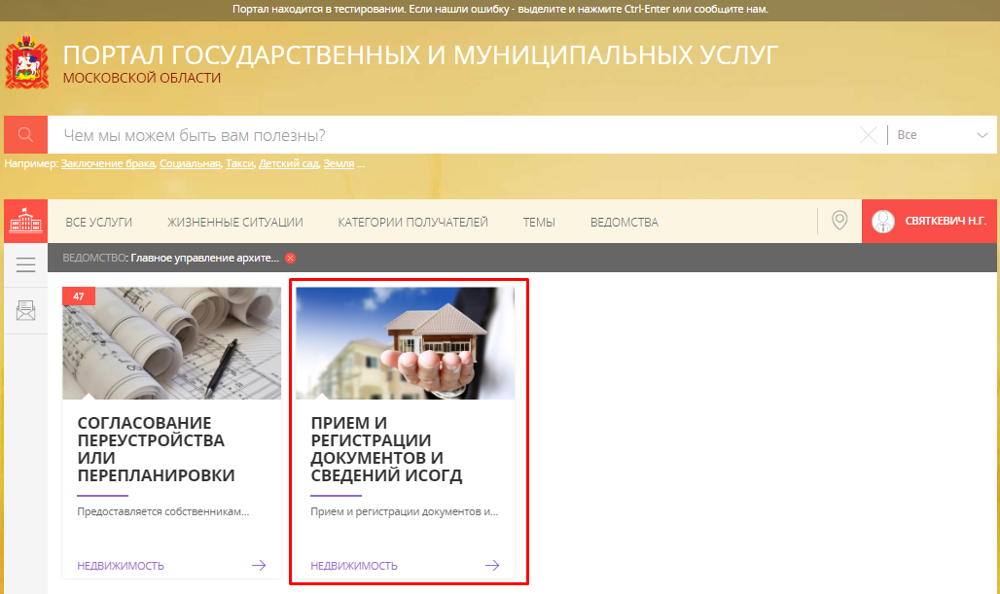 Портал находится в тестировании. Если нашли ошибку - выделите и нажмите Ctrl-Enter или сообщите нам.
ПОРТАЛ ГОСУДАРСТВЕННЫХ И МУНИЦИПАЛЬНЫХ УСЛУГ
МОСКОВСКОЙ ОБЛАСТИ
Чем мы можем быть вам полезны?
Все
Например: Заключение брака, Социальная, Такси, Детский сад, Земля ...
ВСЕ УСЛУГИ ЖИЗНЕННЫЕ СИТУАЦИИ КАТЕГОРИИ ПОЛУЧАТЕЛЕЙ ТЕМЫ ВЕДОМСТВА
СВЯТКЕВИЧ Н.Г.
ВЕДОМСТВО: Главное управление архите...
47
СОГЛАСОВАНИЕ
ПЕРЕУСТРОЙСТВА
ИЛИ
ПЕРЕПЛАНИРОВКИ
Предоставляется собственникам...
НЕДВИЖИМОСТЬ
ПРИЕМ И
РЕГИСТРАЦИИ
ДОКУМЕНТОВ И
СВЕДЕНИЙ ИСОГД
Прием и регистрации документов и...
НЕДВИЖИМОСТЬ